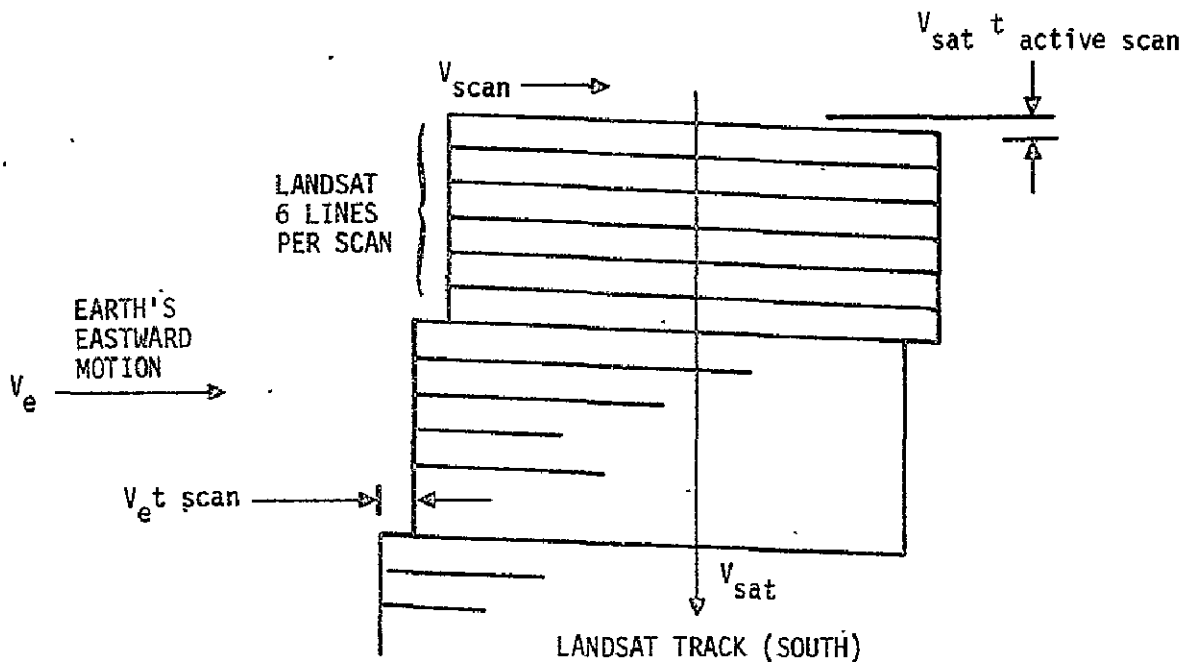 V_sat t active scan
V_scan
LANDSAT
6 LINES
PER SCAN
EARTH'S
EASTWARD
MOTION
V_e
V_e t scan
V_sat
LANDSAT TRACK (SOUTH)